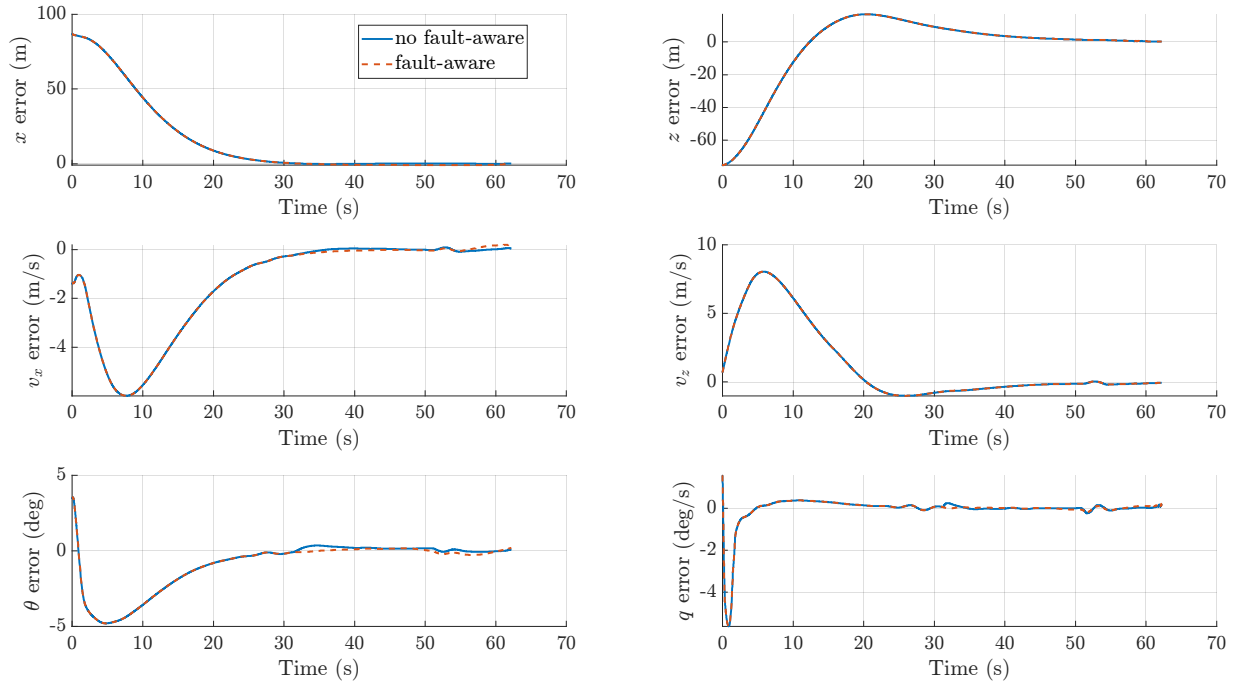 100
50
0
x error (m)
no fault-aware
fault-aware
0 10 20 30 40 50 60 70
Time (s)
0
-20
-40
-60
z error (m)
0 10 20 30 40 50 60 70
Time (s)
0
-2
-4
v_x error (m/s)
0 10 20 30 40 50 60 70
Time (s)
10
5
0
v_z error (m/s)
0 10 20 30 40 50 60 70
Time (s)
5
0
-5
θ error (deg)
0 10 20 30 40 50 60 70
Time (s)
0
-2
-4
q error (deg/s)
0 10 20 30 40 50 60 70
Time (s)